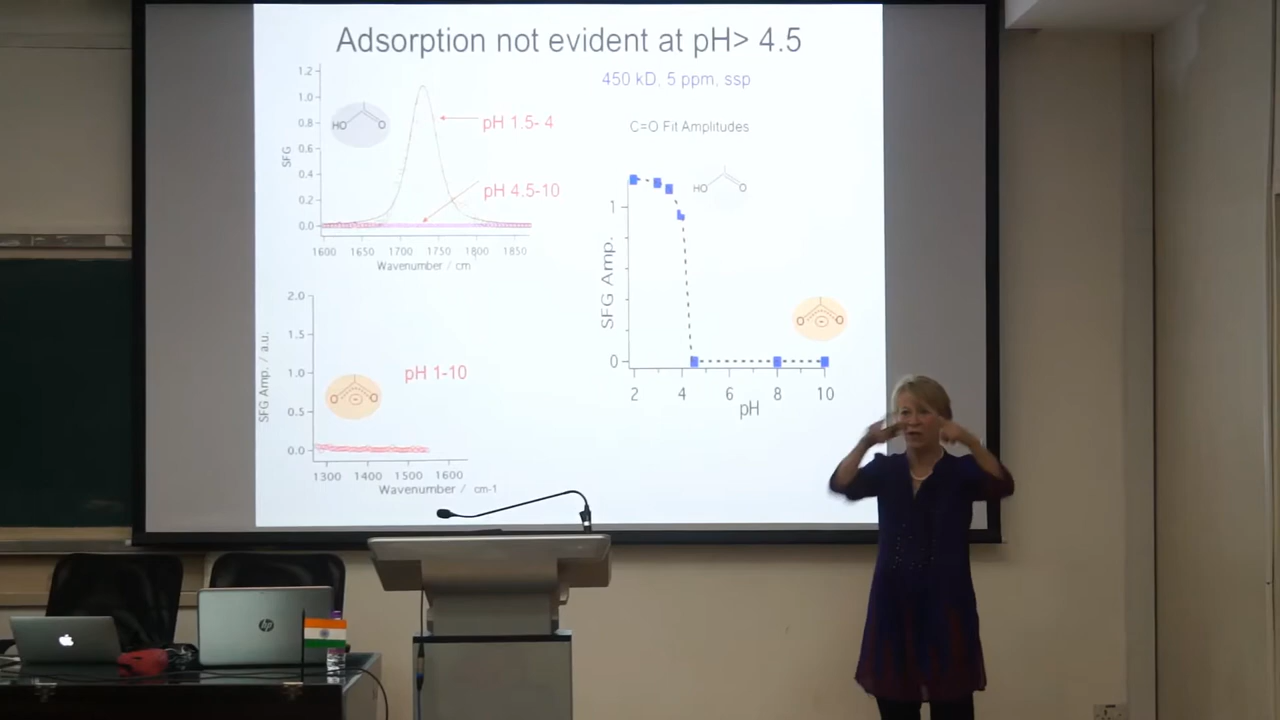 Adsorption not evident at pH> 4.5
450 kD, 5 ppm, ssp
1.2
1.0
0.8
0.6
0.4
0.2
0.0
SFG
HO
O
pH 1.5- 4
pH 4.5-10
1600 1650 1700 1750 1800 1850
Wavenumber / cm
C=O Fit Amplitudes
HO
O
1
0
SFG Amp.
O
O
2 4 6 8 10
pH
2.0
1.5
1.0
0.5
0.0
SFG Amp. / a.u.
pH 1-10
O
O
1300 1400 1500 1600
Wavenumber / cm-1
hp